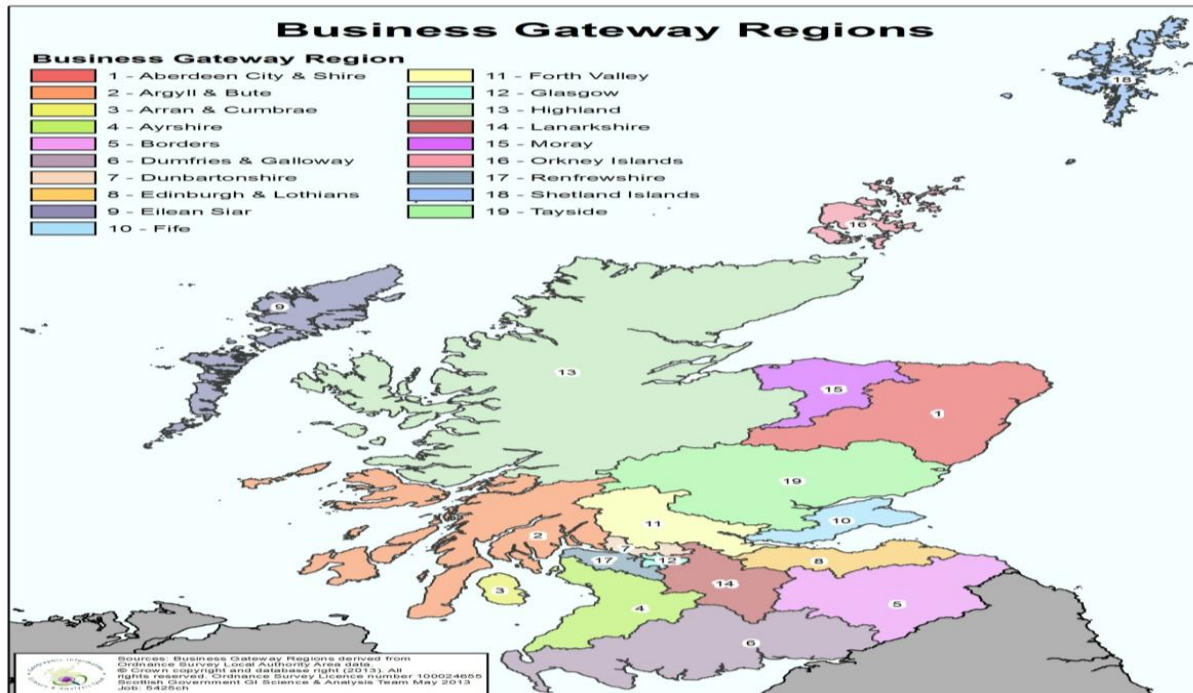 Business Gateway Regions
Business Gateway Region
1 - Aberdeen City & Shire
2 - Argyll & Bute
3 - Arran & Cumbrae
4 - Ayrshire
5 - Borders
6 - Dumfries & Galloway
7 - Dunbartonshire
8 - Edinburgh & Lothians
9 - Eilean Siar
10 - Fife
11 - Forth Valley
12 - Glasgow
13 - Highland
14 - Lanarkshire
15 - Moray
16 - Orkney Islands
17 - Renfrewshire
18 - Shetland Islands
19 - Tayside
18
16
9
13
15
1
19
10
11
2
7
17
12
8
14
3
4
5
6
Sources: Business Gateway Regions derived from
Ordnance Survey Local Authority Area data.
© Crown copyright and database right (2013). All
rights reserved. Ordnance Survey Licence number 100024655
Scottish Government GI Science & Analysis Team May 2013
Job: 5425ch